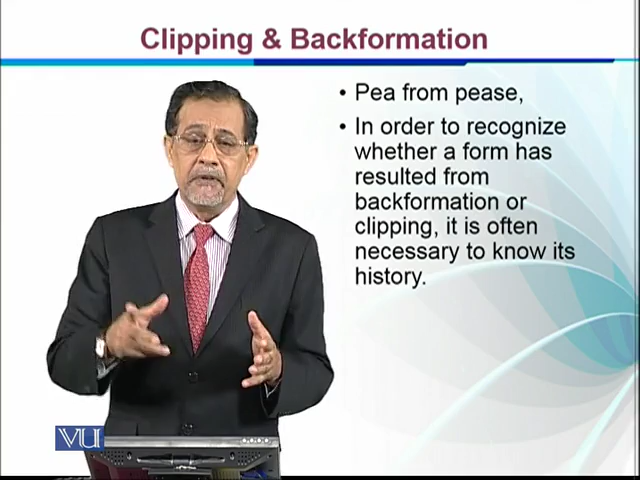 Clipping & Backformation
• Pea from pease,
• In order to recognize
whether a form has
resulted from
backformation or
clipping, it is often
necessary to know its
history.
VU